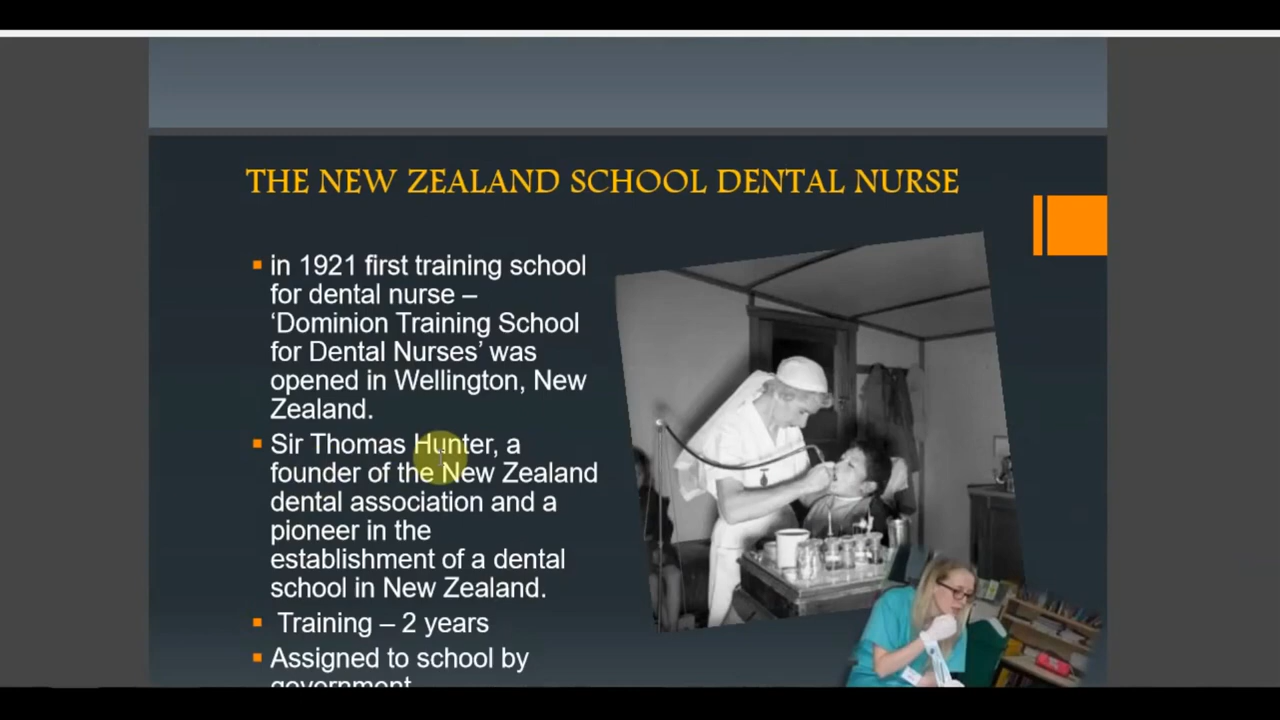 THE NEW ZEALAND SCHOOL DENTAL NURSE
in 1921 first training school
for dental nurse –
‘Dominion Training School
for Dental Nurses’ was
opened in Wellington, New
Zealand.
Sir Thomas Hunter, a
founder of the New Zealand
dental association and a
pioneer in the
establishment of a dental
school in New Zealand.
Training – 2 years
Assigned to school by
government